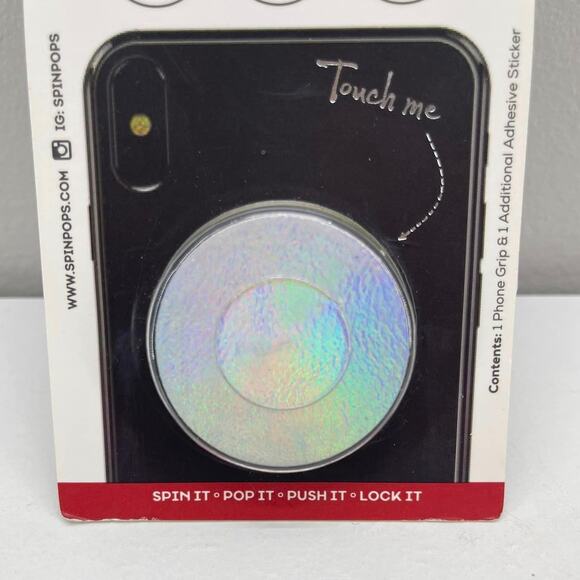 Touch me
WWW.SPINPOPS.COM IG: SPINPOPS
Contents: 1 Phone Grip & 1 Additional Adhesive Sticker
SPIN IT ∘ POP IT ∘ PUSH IT ∘ LOCK IT